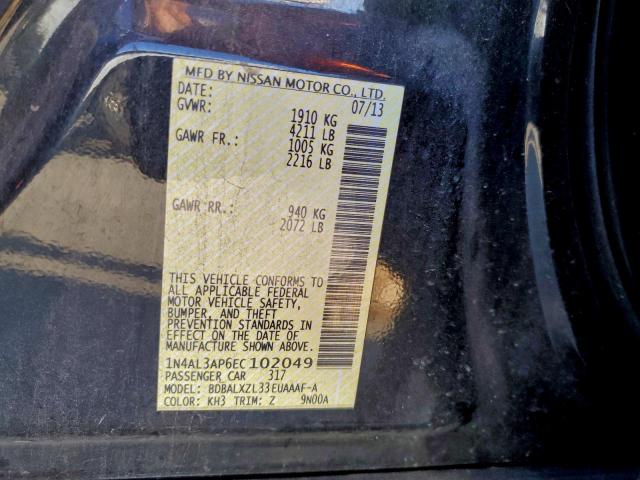 MFD BY NISSAN MOTOR CO., LTD.
DATE: 07/13
GVWR: 1910 KG
4211 LB
GAWR FR.: 1005 KG
2216 LB
GAWR RR.: 940 KG
2072 LB
THIS VEHICLE CONFORMS TO
ALL APPLICABLE FEDERAL
MOTOR VEHICLE SAFETY,
BUMPER, AND THEFT
PREVENTION STANDARDS IN
EFFECT ON THE DATE OF
MANUFACTURE SHOWN ABOVE.
1N4AL3AP6EC102049
PASSENGER CAR 317
MODEL: BDBALXZL33EUAAAF-A
COLOR: KH3 TRIM: Z 9N00A